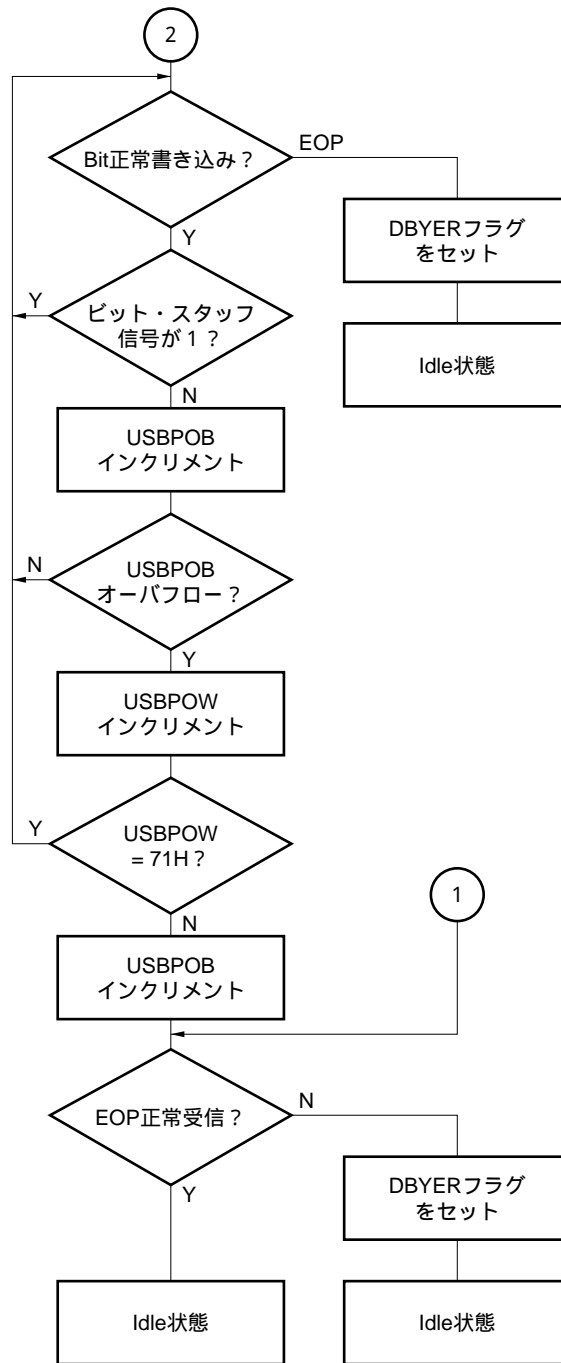 2
Bit正常書き込み？
EOP
DBYERフラグ
をセット
Y
Y
ビット・スタッフ
信号が１？
Idle状態
N
USBPOB
インクリメント
N
USBPOB
オーバフロー？
Y
USBPOW
インクリメント
Y
USBPOW
= 71H？
1
N
USBPOB
インクリメント
EOP正常受信？
N
DBYERフラグ
をセット
Y
Idle状態
Idle状態